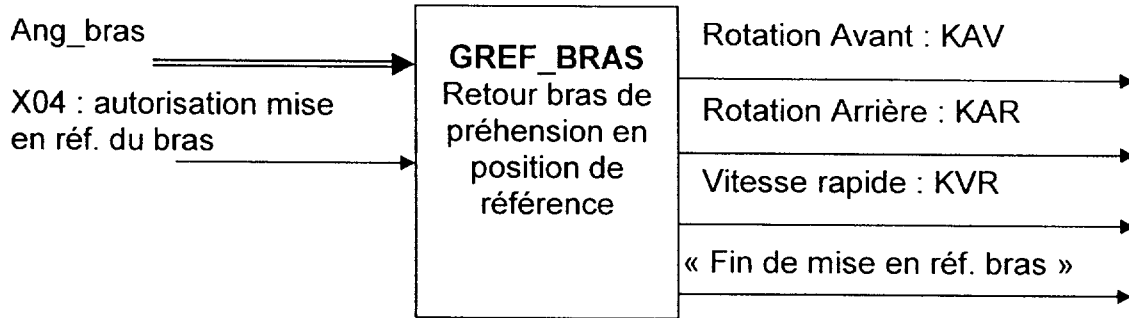 Ang_bras
X04 : autorisation mise
en réf. du bras
GREF_BRAS
Retour bras de
préhension en
position de
référence
Rotation Avant : KAV
Rotation Arrière : KAR
Vitesse rapide : KVR
« Fin de mise en réf. bras »